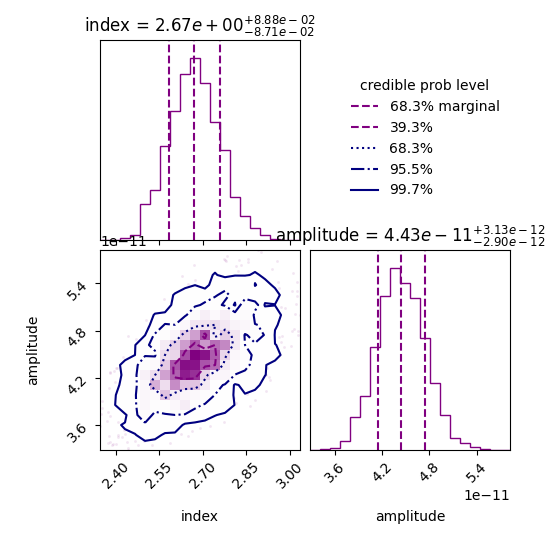 index = 2.67e + 00 +8.88e − 02 −8.71e − 02
credible prob level
68.3% marginal
39.3%
68.3%
95.5%
99.7%
1e−11
amplitude = 4.43e − 11 +3.13e−12 −2.90e−12
5.4
4.8
4.2
3.6
amplitude
2.40 2.55 2.70 2.85 3.00
index
3.6 4.2 4.8 5.4
1e−11
amplitude